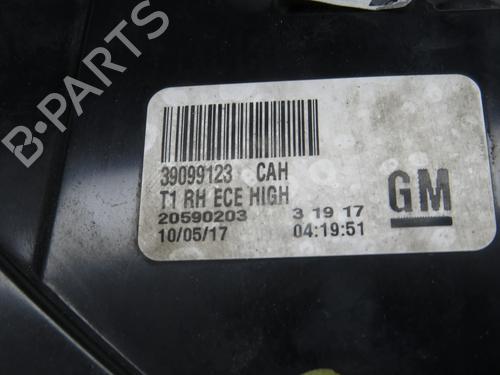 B-PARTS
39099123 CAH
T1 RH ECE HIGH
20590203 3 19 17
10/05/17 04:19:51
GM